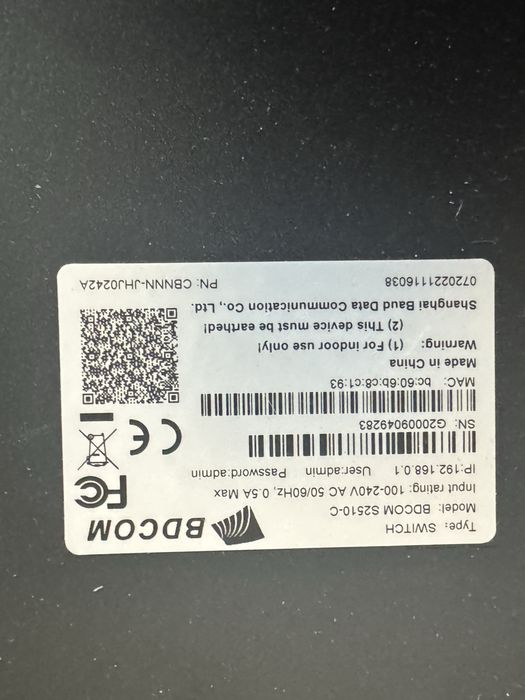 BDCOM
Type: SWITCH
Model: BDCOM S2510-C
Input rating: 100-240V AC 50/60Hz, 0.5A Max
IP:192.168.0.1 User:admin Password:admin
SN: G20009049283
MAC: bc:60:6b:c8:c1:93
Made in China
Warning: (1) For indoor use only!
(2) This device must be earthed!
Shanghai Baud Data Communication Co., Ltd.
0720221116038 PN: CBNNN-JHJ0242A
FC
CE